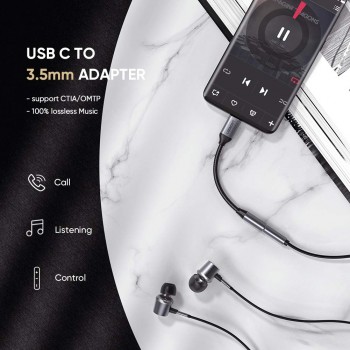 USB C TO
3.5mm ADAPTER
- support CTIA/OMTP
- 100% lossless Music
Call
Listening
Control